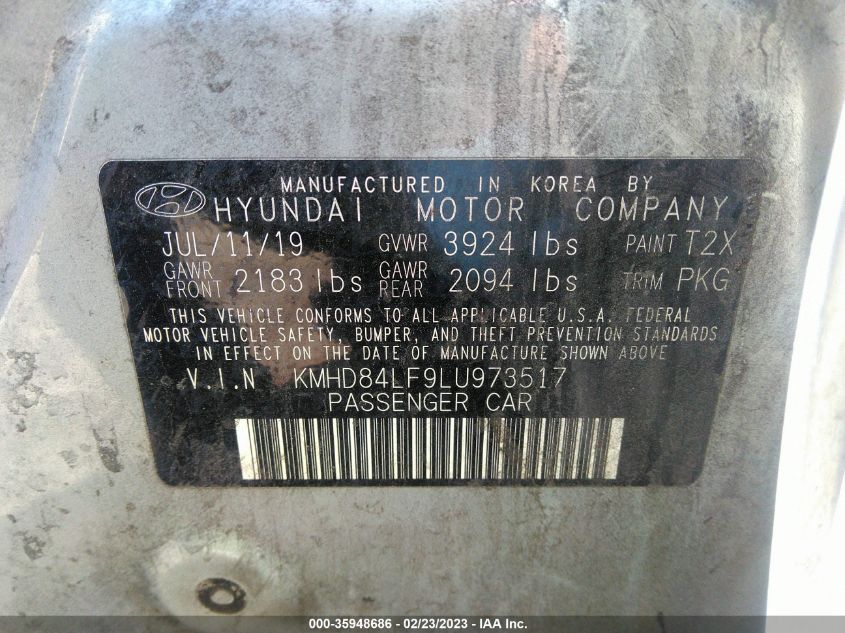 MANUFACTURED IN KOREA BY
HYUNDAI MOTOR COMPANY
JUL/11/19 GVWR 3924 lbs PAINT T2X
GAWR FRONT 2183 lbs GAWR REAR 2094 lbs TRIM PKG
THIS VEHICLE CONFORMS TO ALL APPLICABLE U.S.A. FEDERAL
MOTOR VEHICLE SAFETY, BUMPER, AND THEFT PREVENTION STANDARDS
IN EFFECT ON THE DATE OF MANUFACTURE SHOWN ABOVE
V.I.N KMHD84LF9LU973517
PASSENGER CAR
000-35948686 - 02/23/2023 - IAA Inc.